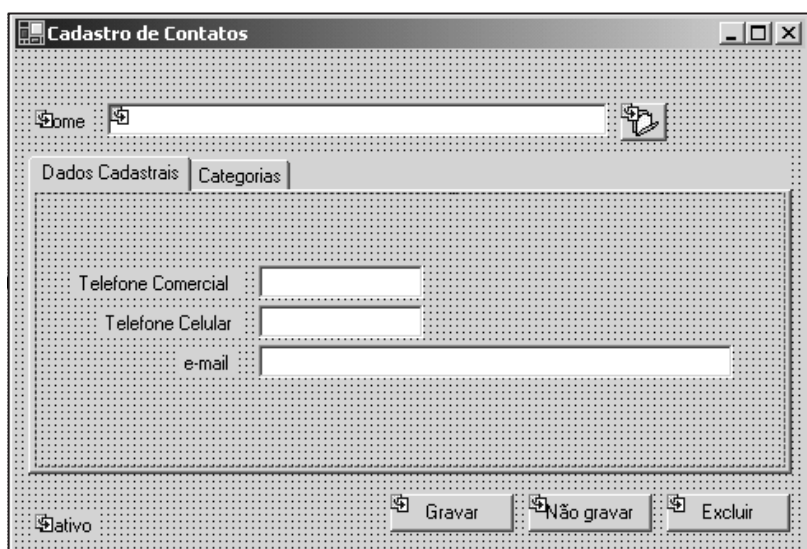 Cadastro de Contatos
ome
Dados Cadastrais
Categorias
Telefone Comercial
Telefone Celular
e-mail
Gravar
Não gravar
Excluir
ativo